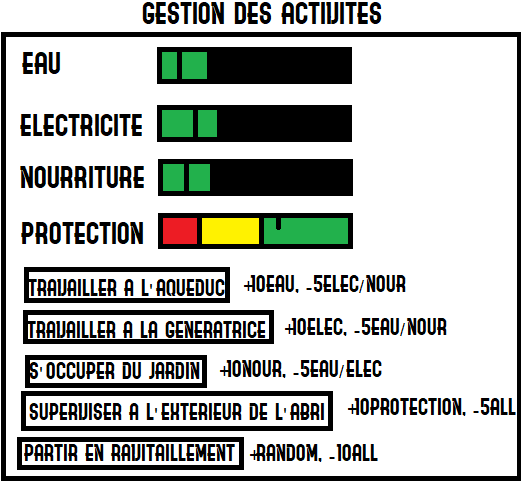 GESTION DES ACTIVITES
EAU
ELECTRICITE
NOURRITURE
PROTECTION
TRAVAILLER A L'AQUEDUC +10EAU, -5ELEC/NOUR
TRAVAILLER A LA GENERATRICE +10ELEC, -5EAU/NOUR
S'OCCUPER DU JARDIN +10NOUR, -5EAU/ELEC
SUPERVISER A L'EXTERIEUR DE L'ABRI +10PROTECTION, -5ALL
PARTIR EN RAVITAILLEMENT +RANDOM, -10ALL